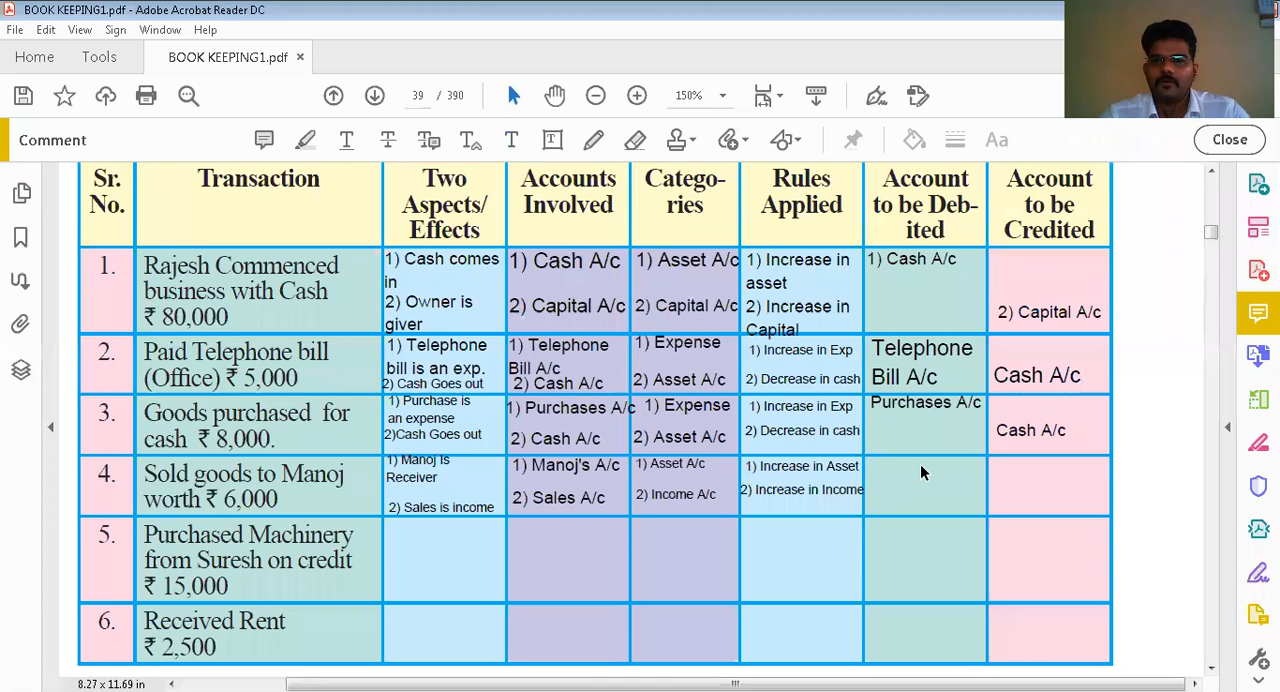 BOOK KEEPING1.pdf - Adobe Acrobat Reader DC
File Edit View Sign Window Help
Home Tools BOOK KEEPING1.pdf ×
39 / 390 150%
Comment Close
Sr. No.
Transaction
Two Aspects/ Effects
Accounts Involved
Catego- ries
Rules Applied
Account to be Deb- ited
Account to be Credited
1.
Rajesh Commenced
business with Cash
₹ 80,000
1) Cash comes
in
2) Owner is
giver
1) Cash A/c
2) Capital A/c
1) Asset A/c
2) Capital A/c
1) Increase in
asset
2) Increase in
Capital
1) Cash A/c
2) Capital A/c
2.
Paid Telephone bill
(Office) ₹ 5,000
1) Telephone
bill is an exp.
2) Cash Goes out
1) Telephone
Bill A/c
2) Cash A/c
1) Expense
2) Asset A/c
1) Increase in Exp
2) Decrease in cash
Telephone
Bill A/c
Cash A/c
3.
Goods purchased for
cash ₹ 8,000.
1) Purchase is
an expense
2)Cash Goes out
1) Purchases A/c
2) Cash A/c
1) Expense
2) Asset A/c
1) Increase in Exp
2) Decrease in cash
Purchases A/c
Cash A/c
4.
Sold goods to Manoj
worth ₹ 6,000
1) Manoj is
Receiver
2) Sales is income
1) Manoj's A/c
2) Sales A/c
1) Asset A/c
2) Income A/c
1) Increase in Asset
2) Increase in Income
5.
Purchased Machinery
from Suresh on credit
₹ 15,000
6.
Received Rent
₹ 2,500
8.27 x 11.69 in